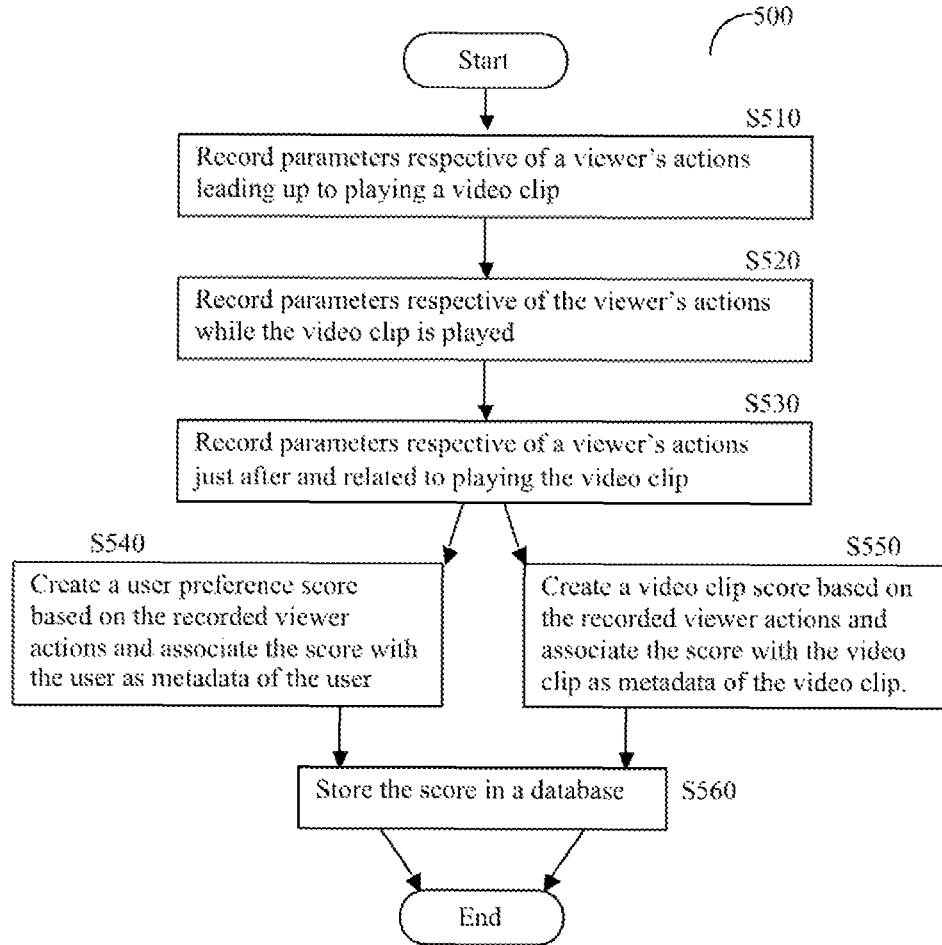 500
Start
S510
Record parameters respective of a viewer's actions
leading up to playing a video clip
S520
Record parameters respective of the viewer's actions
while the video clip is played
S530
Record parameters respective of a viewer's actions
just after and related to playing the video clip
S540
Create a user preference score
based on the recorded viewer
actions and associate the score with
the user as metadata of the user
S550
Create a video clip score based on
the recorded viewer actions and
associate the score with the video
clip as metadata of the video clip.
Store the score in a database
S560
End